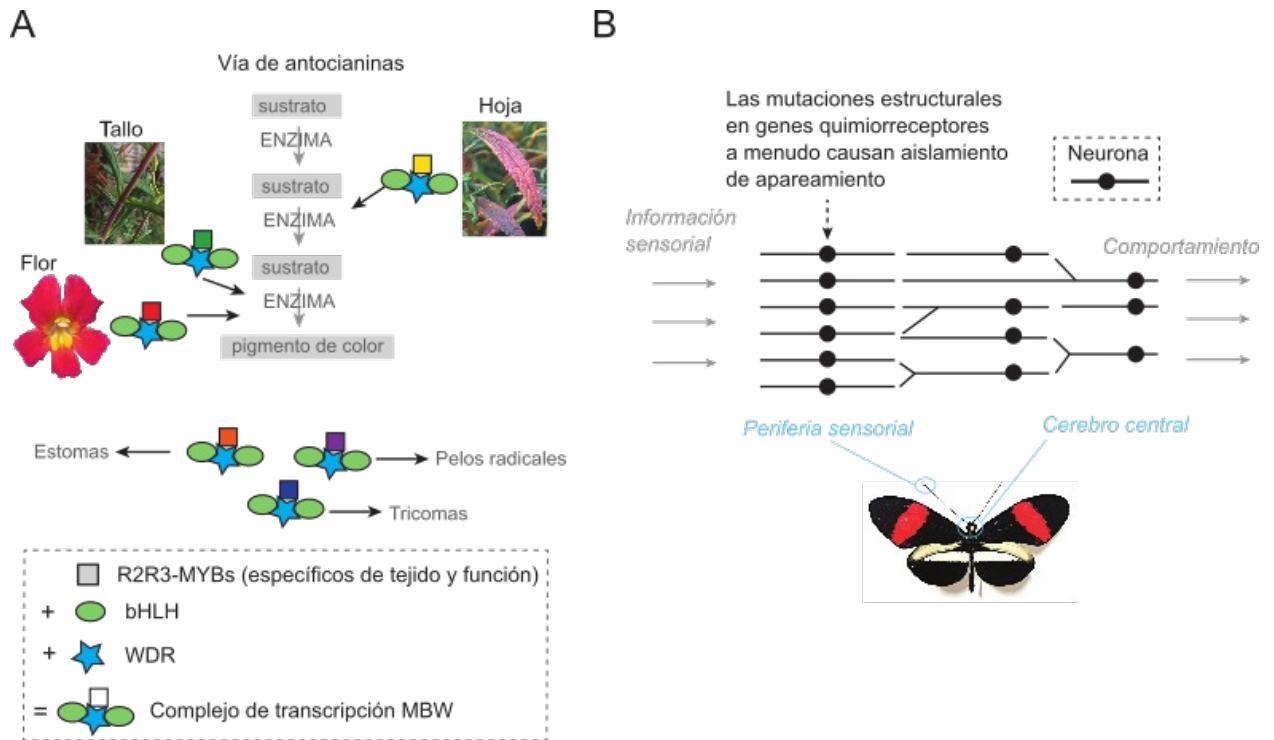 A
Vía de antocianinas
sustrato
ENZIMA
sustrato
ENZIMA
sustrato
ENZIMA
pigmento de color
Tallo
Hoja
Flor
Estomas
Pelos radicales
Tricomas
R2R3-MYBs (específicos de tejido y función)
+ bHLH
+ WDR
= Complejo de transcripción MBW
B
Las mutaciones estructurales
en genes quimiorreceptores
a menudo causan aislamiento
de apareamiento
Neurona
Información
sensorial
Comportamiento
Periferia sensorial
Cerebro central